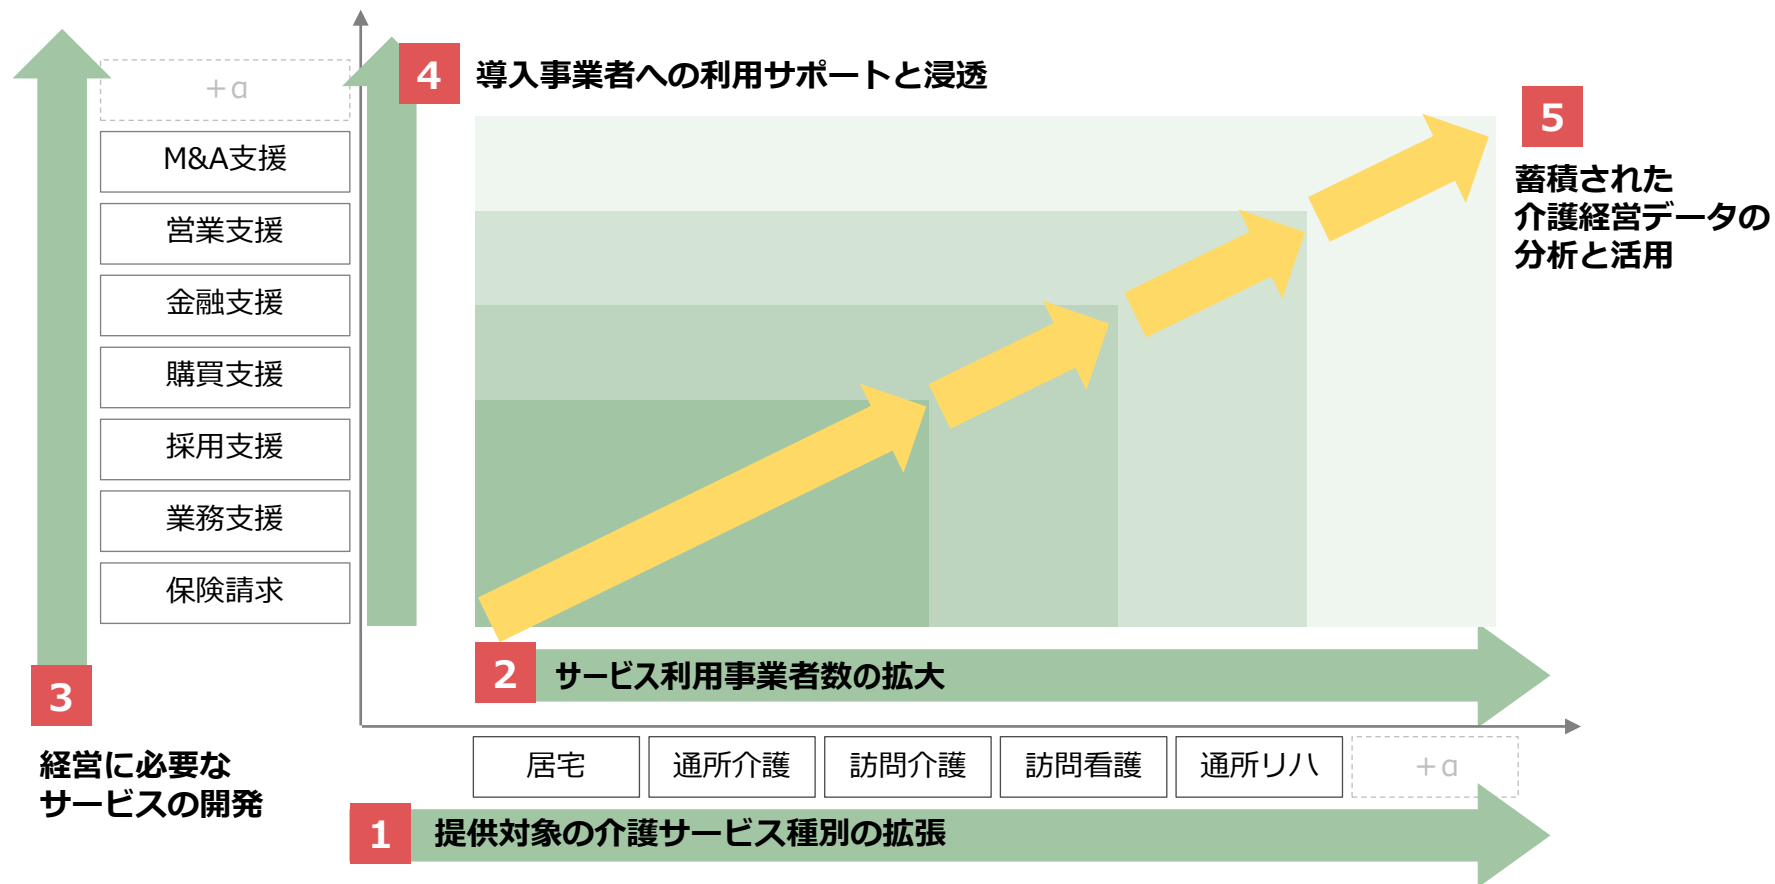 4
導入事業者への利用サポートと浸透
5
蓄積された
介護経営データの
分析と活用
+α
M&A支援
営業支援
金融支援
購買支援
採用支援
業務支援
保険請求
3
経営に必要な
サービスの開発
2
サービス利用事業者数の拡大
居宅
通所介護
訪問介護
訪問看護
通所リハ
+α
1
提供対象の介護サービス種別の拡張